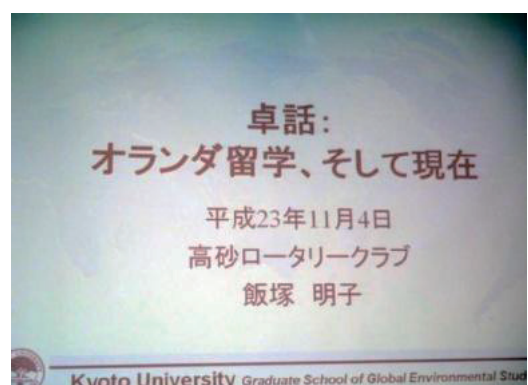 卓話：
オランダ留学、そして現在
平成23年11月4日
高砂ロータリークラブ
飯塚　明子
Kyoto University Graduate School of Global Environmental Stud